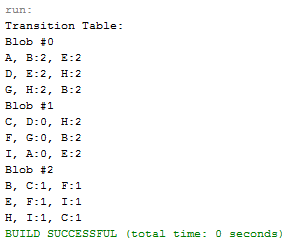 run:
Transition Table:
Blob #0
A, B:2, E:2
D, E:2, H:2
G, H:2, B:2
Blob #1
C, D:0, H:2
F, G:0, B:2
I, A:0, E:2
Blob #2
B, C:1, F:1
E, F:1, I:1
H, I:1, C:1
BUILD SUCCESSFUL (total time: 0 seconds)